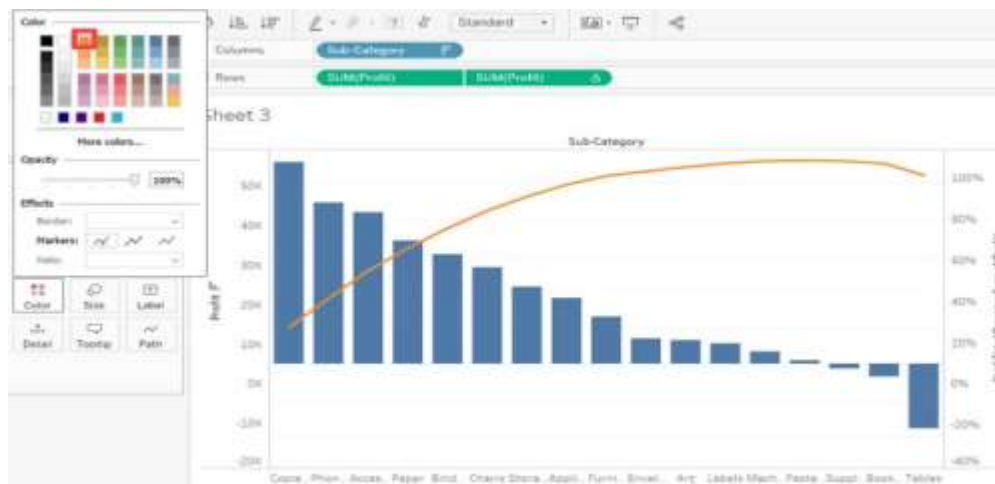 Color
Standard
Columns
Sub-Category
Rows
SUM(Profit)
SUM(Profit)
More colors...
Sheet 3
Sub-Category
Opacity
100%
Effects
Border:
Markers:
Halo:
Color
Size
Label
Detail
Tooltip
Path
Profit
50K
40K
30K
20K
10K
0K
-10K
-20K
100%
80%
60%
40%
20%
0%
-20%
-40%
Copie.. Phon.. Acces.. Paper Bind.. Chairs Stora.. Appli.. Furni.. Envel.. Art Labels Mach.. Faste.. Suppl.. Book.. Tables